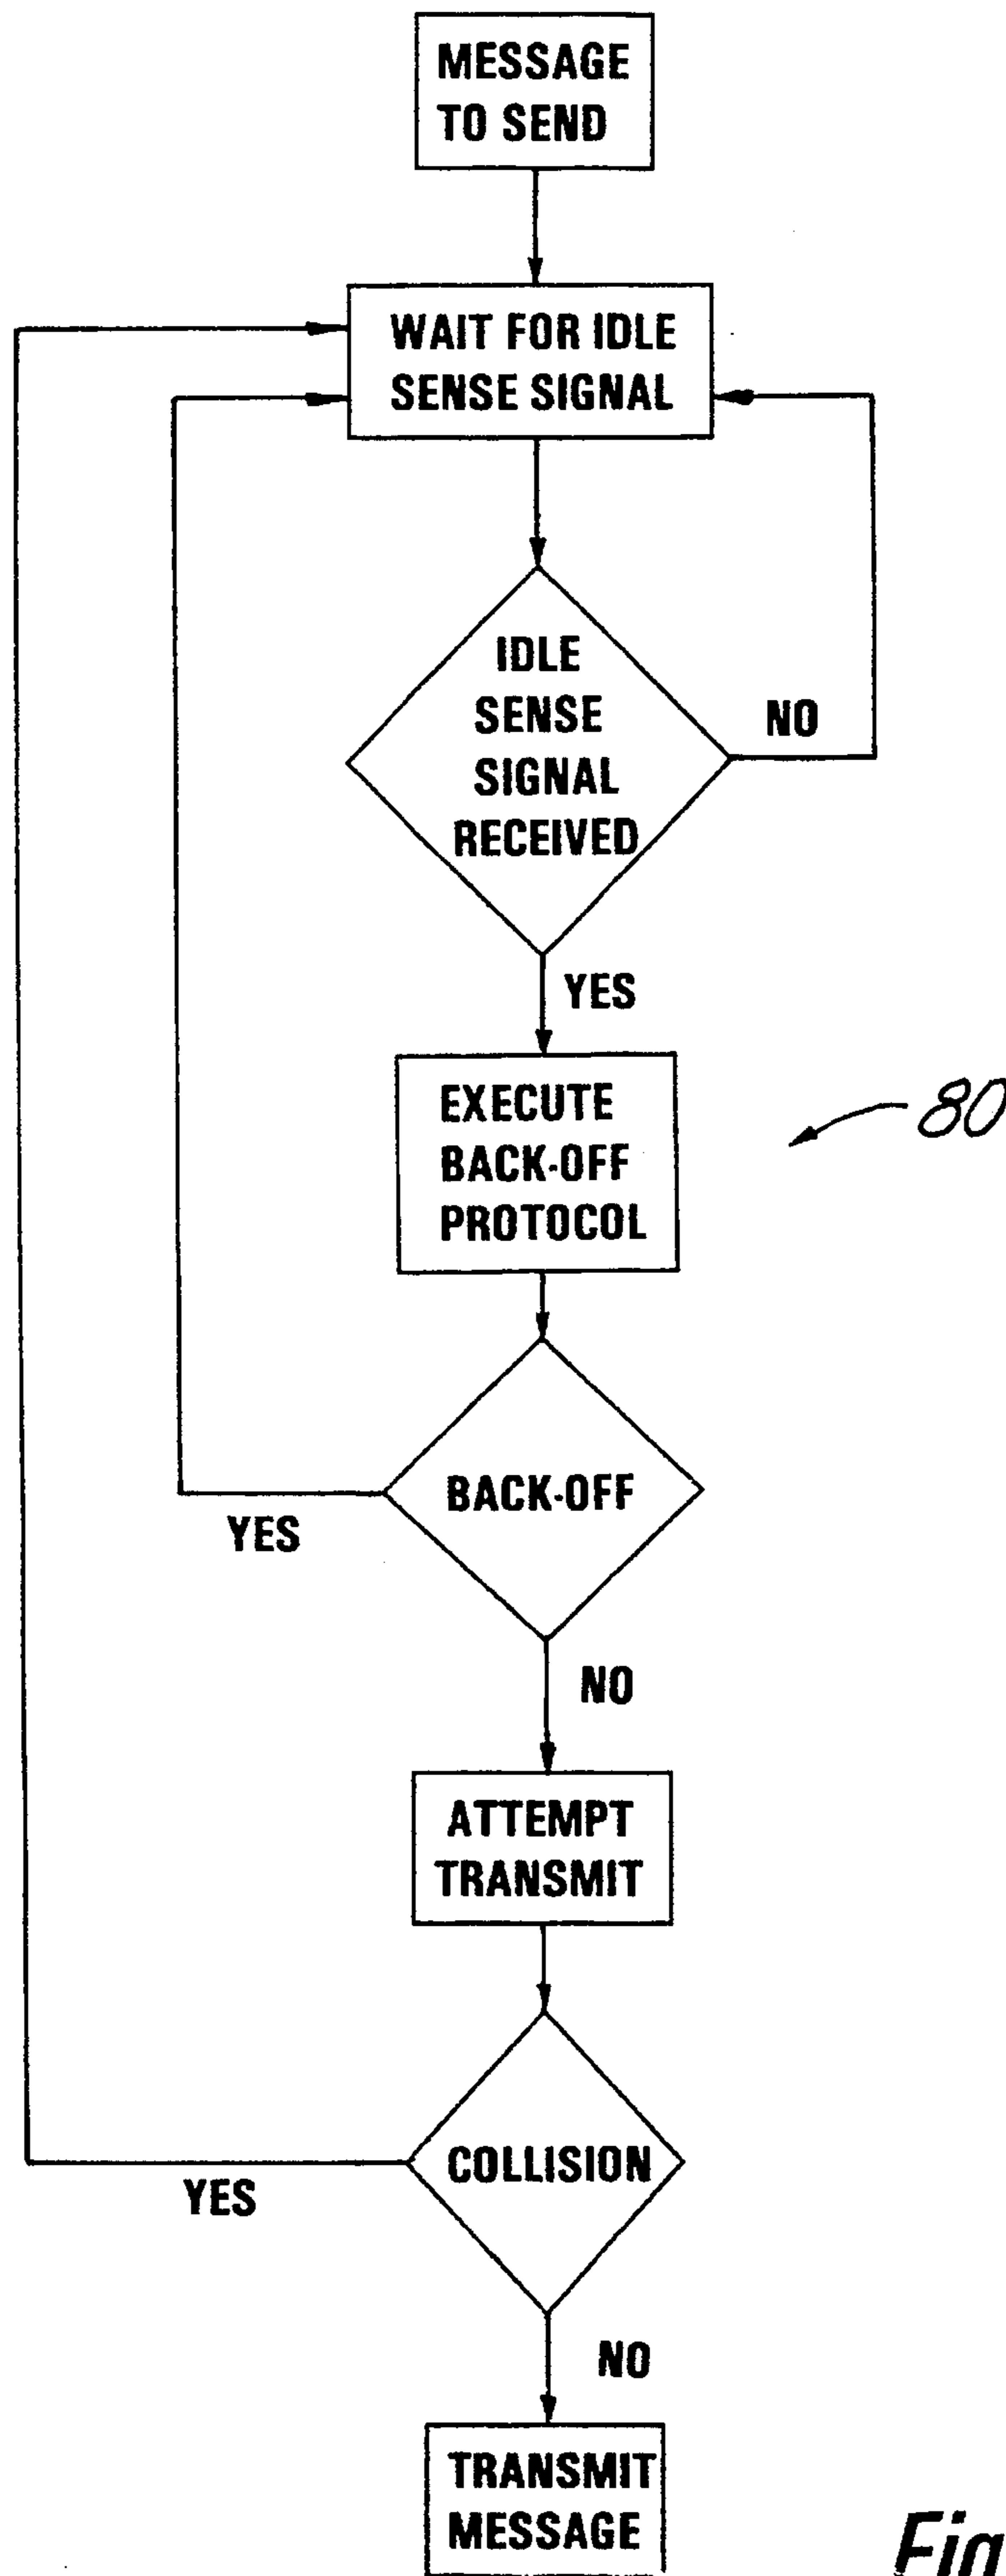 MESSAGE
TO SEND
WAIT FOR IDLE
SENSE SIGNAL
IDLE
SENSE
SIGNAL
RECEIVED
NO
YES
EXECUTE
BACK-OFF
PROTOCOL
80
BACK-OFF
YES
NO
ATTEMPT
TRANSMIT
COLLISION
YES
NO
TRANSMIT
MESSAGE
Fig